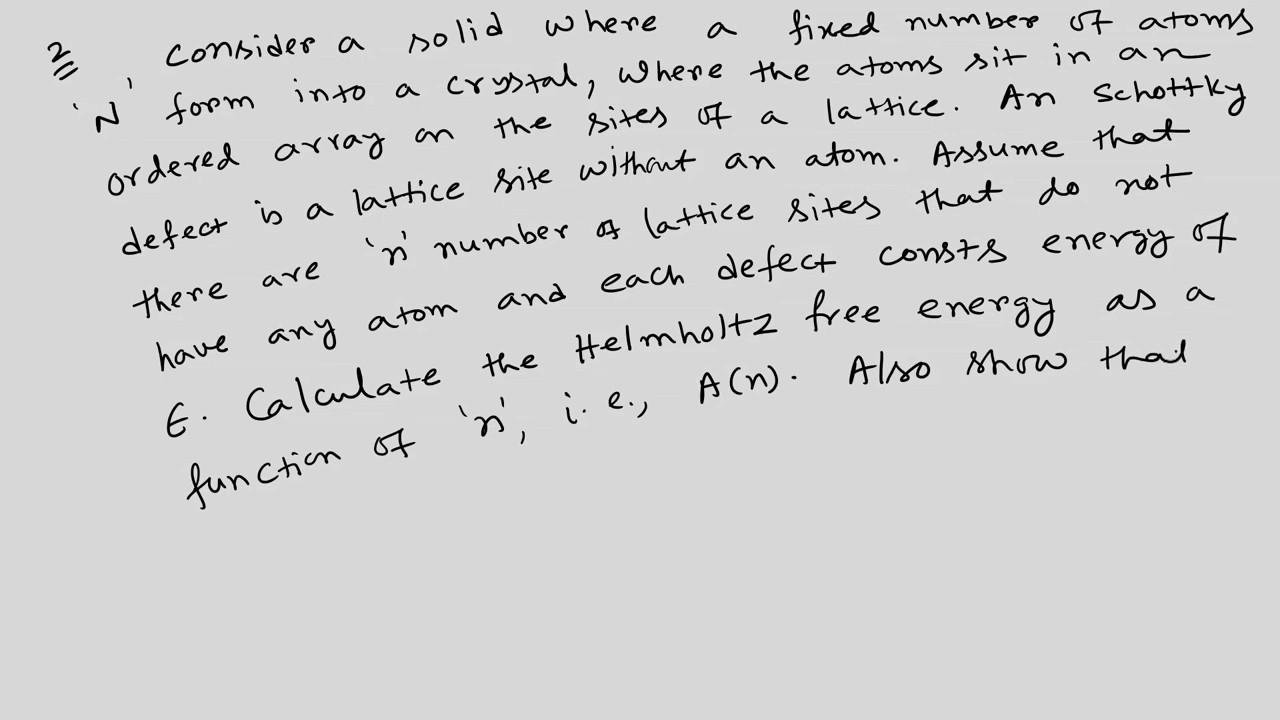 2 Consider a solid where a fixed number of atoms
'N' form into a crystal, where the atoms sit in an
ordered array on the sites of a lattice. An Schottky
defect is a lattice site without an atom. Assume that
there are 'n' number of lattice sites that do not
have any atom and each defect consts energy of
ϵ. Calculate the Helmholtz free energy as a
function of 'n', i.e., A(n). Also show that